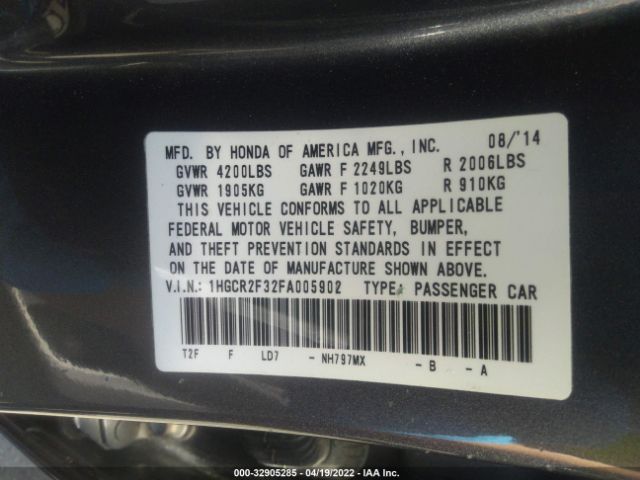 MFD. BY HONDA OF AMERICA MFG., INC. 08/'14
GVWR 4200LBS GAWR F 2249LBS R 2006LBS
GVWR 1905KG GAWR F 1020KG R 910KG
THIS VEHICLE CONFORMS TO ALL APPLICABLE
FEDERAL MOTOR VEHICLE SAFETY, BUMPER,
AND THEFT PREVENTION STANDARDS IN EFFECT
ON THE DATE OF MANUFACTURE SHOWN ABOVE.
V.I.N.: 1HGCR2F32FA005902 TYPE: PASSENGER CAR
T2F F LD7 - NH797MX - B - A
000-32905285 - 04/19/2022 - IAA Inc.